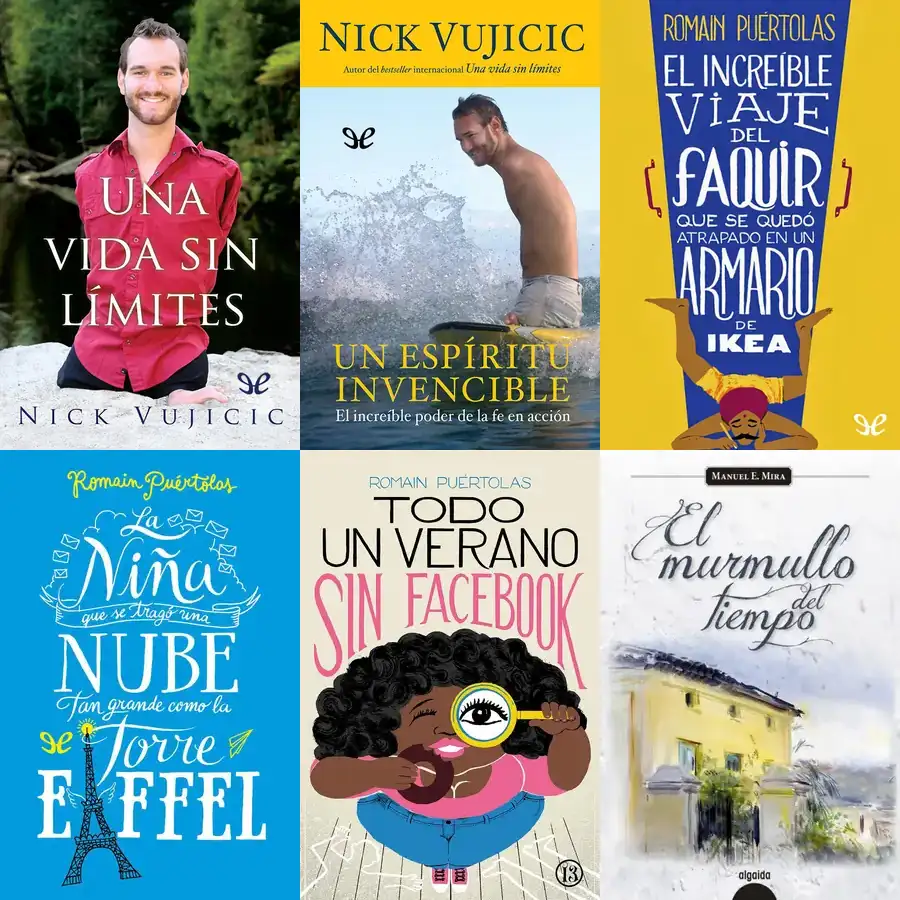 UNA
VIDA SIN
LÍMITES
NICK VUJICIC
NICK VUJICIC
Autor del bestseller internacional Una vida sin límites
UN ESPÍRITU
INVENCIBLE
El increíble poder de la fe en acción
ROMAIN PUÉRTOLAS
EL INCREÍBLE
VIAJE
DEL
FAQUIR
QUE SE QUEDÓ
ATRAPADO EN UN
ARMARIO
DE
IKEA
Romain Puértolas
La
Niña
que se tragó una
NUBE
Tan grande como la
Torre
EIFFEL
ROMAIN PUÉRTOLAS
TODO
UN VERANO
SIN FACEBOOK
13
MANUEL E. MIRA
El
murmullo
del
Tiempo
algaida